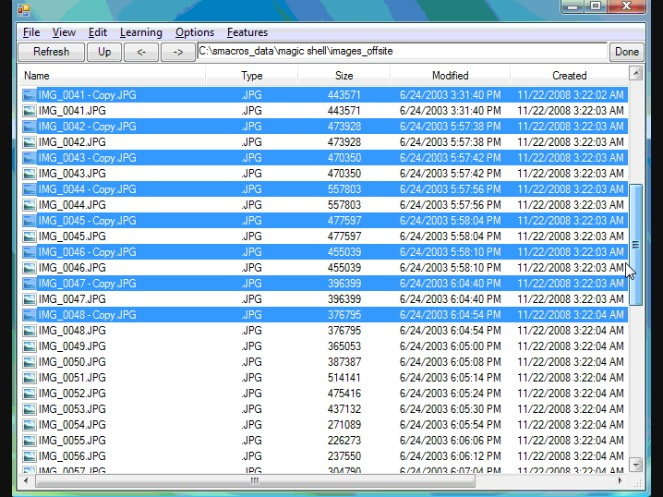 File View Edit Learning Options Features
Refresh Up <- -> C:\smacros_data\magic shell\images_offsite Done
Name Type Size Modified Created
IMG_0041 - Copy.JPG .JPG 443571 6/24/2003 3:31:40 PM 11/22/2008 3:22:02 AM
IMG_0041.JPG .JPG 443571 6/24/2003 3:31:40 PM 11/22/2008 3:22:03 AM
IMG_0042 - Copy.JPG .JPG 473928 6/24/2003 5:57:38 PM 11/22/2008 3:22:03 AM
IMG_0042.JPG .JPG 473928 6/24/2003 5:57:38 PM 11/22/2008 3:22:03 AM
IMG_0043 - Copy.JPG .JPG 470350 6/24/2003 5:57:42 PM 11/22/2008 3:22:03 AM
IMG_0043.JPG .JPG 470350 6/24/2003 5:57:42 PM 11/22/2008 3:22:03 AM
IMG_0044 - Copy.JPG .JPG 557803 6/24/2003 5:57:56 PM 11/22/2008 3:22:03 AM
IMG_0044.JPG .JPG 557803 6/24/2003 5:57:56 PM 11/22/2008 3:22:03 AM
IMG_0045 - Copy.JPG .JPG 477597 6/24/2003 5:58:04 PM 11/22/2008 3:22:03 AM
IMG_0045.JPG .JPG 477597 6/24/2003 5:58:04 PM 11/22/2008 3:22:03 AM
IMG_0046 - Copy.JPG .JPG 455039 6/24/2003 5:58:10 PM 11/22/2008 3:22:03 AM
IMG_0046.JPG .JPG 455039 6/24/2003 5:58:10 PM 11/22/2008 3:22:03 AM
IMG_0047 - Copy.JPG .JPG 396399 6/24/2003 6:04:40 PM 11/22/2008 3:22:03 AM
IMG_0047.JPG .JPG 396399 6/24/2003 6:04:40 PM 11/22/2008 3:22:03 AM
IMG_0048 - Copy.JPG .JPG 376795 6/24/2003 6:04:54 PM 11/22/2008 3:22:04 AM
IMG_0048.JPG .JPG 376795 6/24/2003 6:04:54 PM 11/22/2008 3:22:04 AM
IMG_0049.JPG .JPG 365053 6/24/2003 6:05:00 PM 11/22/2008 3:22:04 AM
IMG_0050.JPG .JPG 387387 6/24/2003 6:05:08 PM 11/22/2008 3:22:04 AM
IMG_0051.JPG .JPG 514141 6/24/2003 6:05:14 PM 11/22/2008 3:22:04 AM
IMG_0052.JPG .JPG 475416 6/24/2003 6:05:24 PM 11/22/2008 3:22:04 AM
IMG_0053.JPG .JPG 437132 6/24/2003 6:05:30 PM 11/22/2008 3:22:04 AM
IMG_0054.JPG .JPG 271089 6/24/2003 6:05:54 PM 11/22/2008 3:22:04 AM
IMG_0055.JPG .JPG 226273 6/24/2003 6:06:06 PM 11/22/2008 3:22:04 AM
IMG_0056.JPG .JPG 237550 6/24/2003 6:06:12 PM 11/22/2008 3:22:04 AM
IMG_0057.JPG .JPG 304790 6/24/2003 6:07:04 PM 11/22/2008 3:22:04 AM